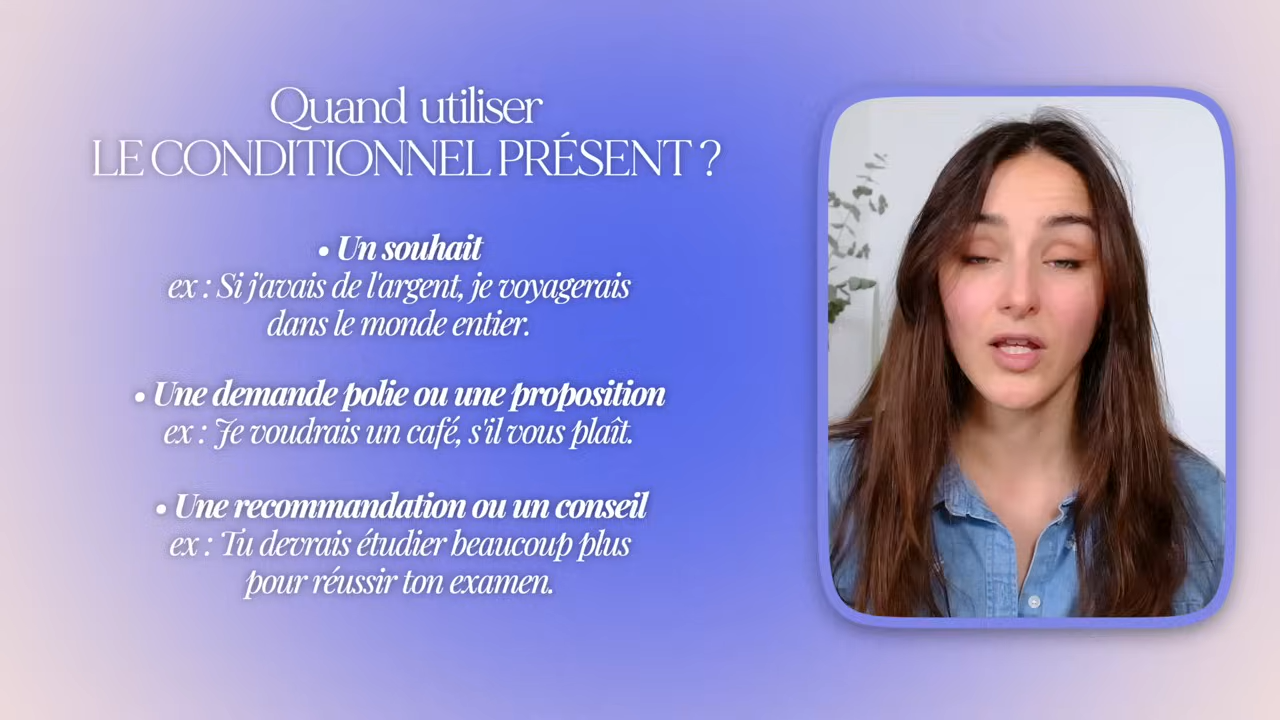 Quand utiliser
LE CONDITIONNEL PRÉSENT ?
• Un souhait
ex : Si j'avais de l'argent, je voyagerais
dans le monde entier.
• Une demande polie ou une proposition
ex : Je voudrais un café, s'il vous plaît.
• Une recommandation ou un conseil
ex : Tu devrais étudier beaucoup plus
pour réussir ton examen.